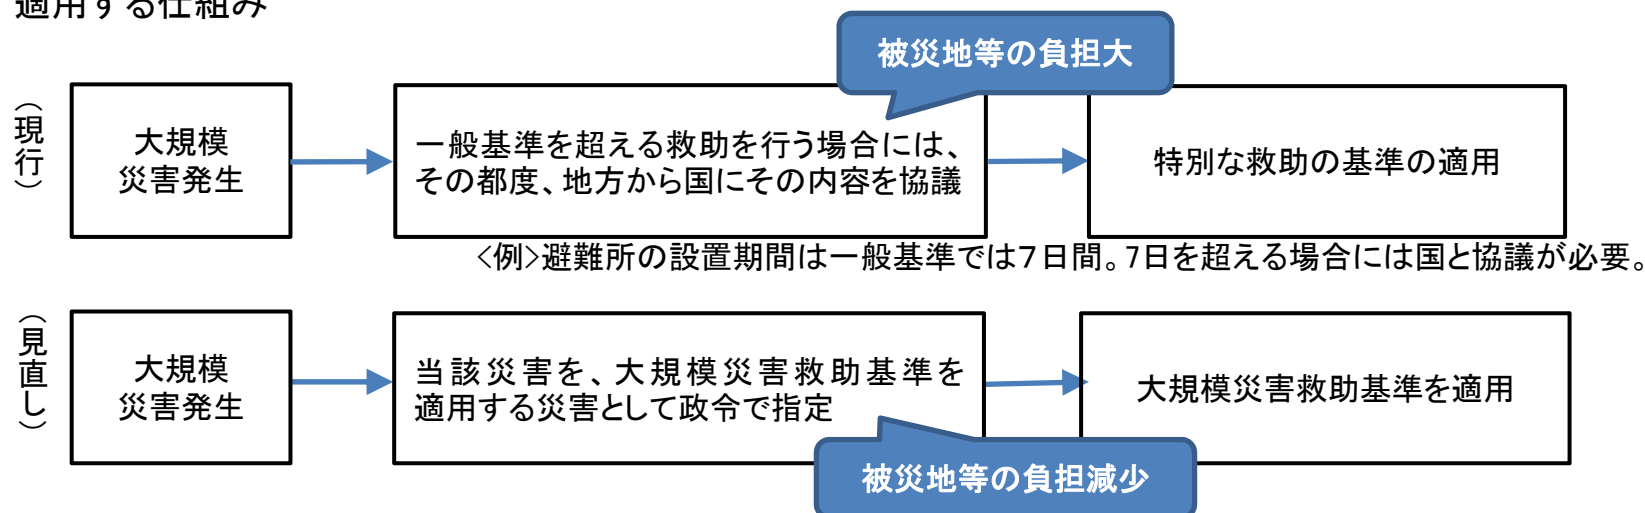 適用する仕組み
被災地等の負担大
（現行）
大規模
災害発生
一般基準を超える救助を行う場合には、
その都度、地方から国にその内容を協議
特別な救助の基準の適用
<例>避難所の設置期間は一般基準では７日間。7日を超える場合には国と協議が必要。
（見直し）
大規模
災害発生
当該災害を、大規模災害救助基準を
適用する災害として政令で指定
大規模災害救助基準を適用
被災地等の負担減少